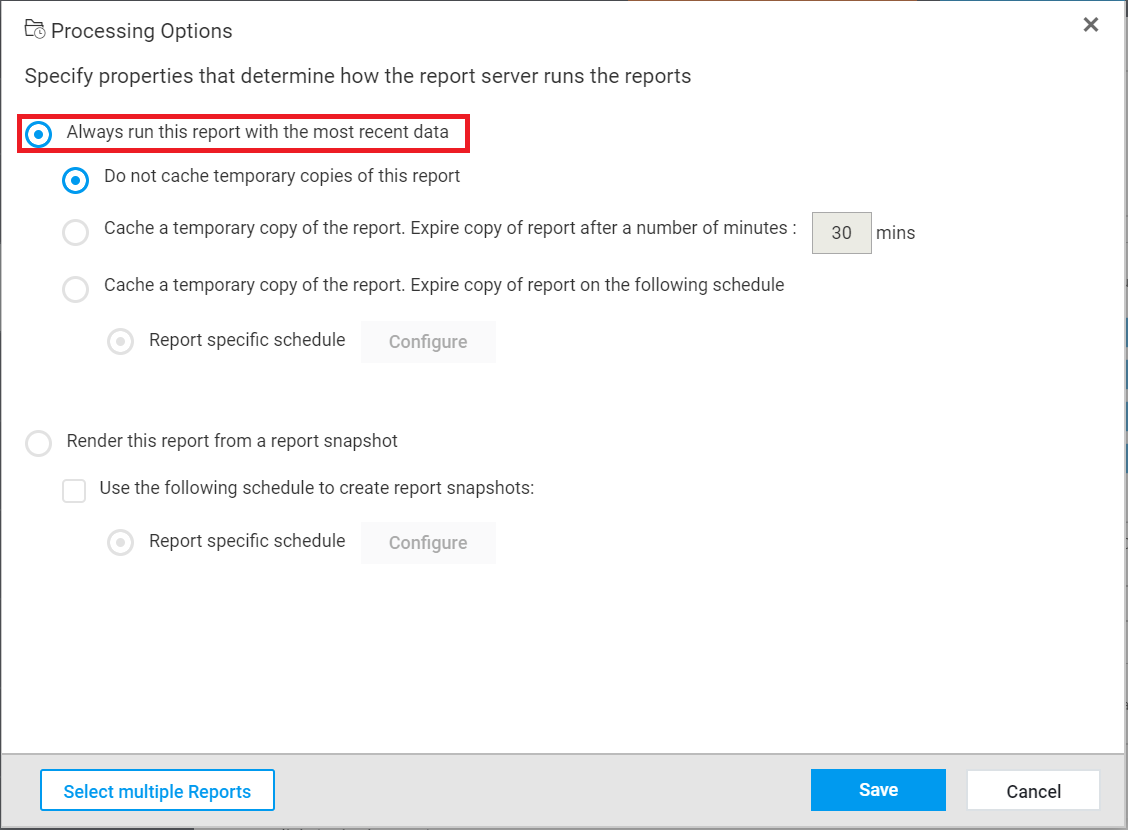 Processing Options
Specify properties that determine how the report server runs the reports
Always run this report with the most recent data
Do not cache temporary copies of this report
Cache a temporary copy of the report. Expire copy of report after a number of minutes : 30 mins
Cache a temporary copy of the report. Expire copy of report on the following schedule
Report specific schedule Configure
Render this report from a report snapshot
Use the following schedule to create report snapshots:
Report specific schedule Configure
Select multiple Reports Save Cancel